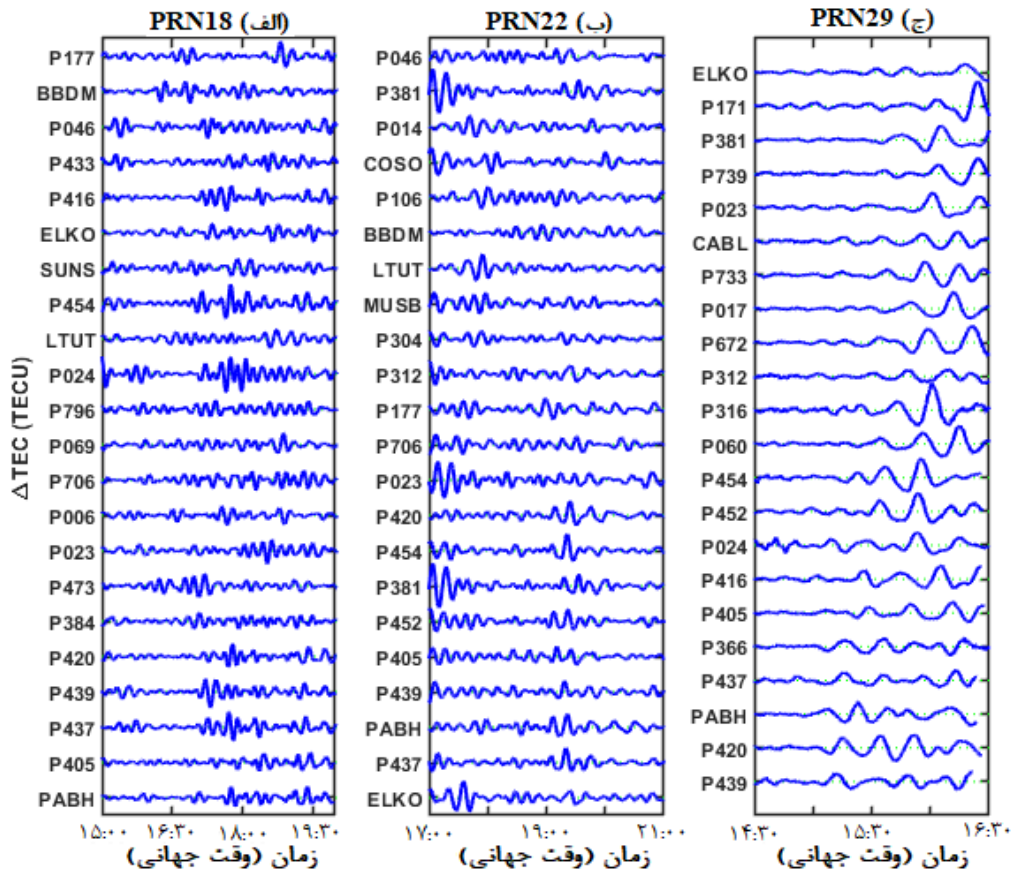 PRN18 (الف)
P177
BBDM
P046
P433
P416
ELKO
SUNS
P454
LTUT
P024
P796
P069
P706
P006
P023
P473
P384
P420
P439
P437
P405
PABH
△TEC (TECU)
۱۵:۰۰ ۱۶:۳۰ ۱۸:۰۰ ۱۹:۳۰
زمان (وقت جهانی)
PRN22 (ب)
P046
P381
P014
COSO
P106
BBDM
LTUT
MUSB
P304
P312
P177
P706
P023
P420
P454
P381
P452
P405
P439
PABH
P437
ELKO
۱۷:۰۰ ۱۹:۰۰ ۲۱:۰۰
زمان (وقت جهانی)
PRN29 (ج)
ELKO
P171
P381
P739
P023
CABL
P733
P017
P672
P312
P316
P060
P454
P452
P024
P416
P405
P366
P437
PABH
P420
P439
۱۴:۳۰ ۱۵:۳۰ ۱۶:۳۰
زمان (وقت جهانی)